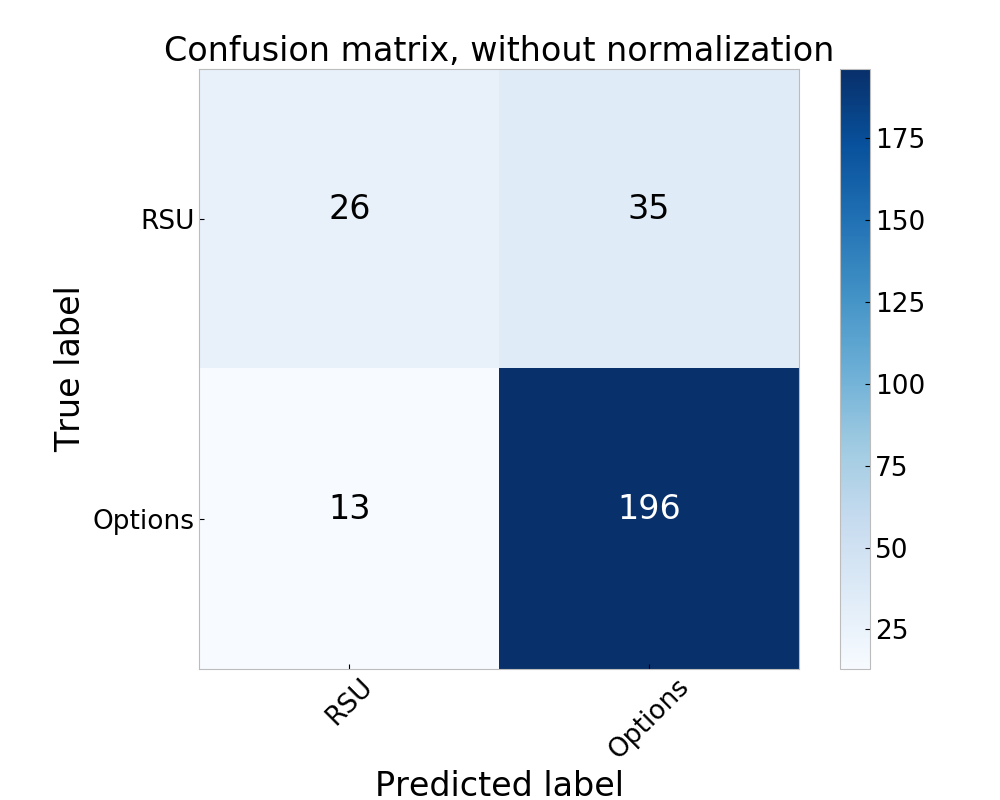 Confusion matrix, without normalization
True label
RSU
Options
26
35
13
196
RSU
Options
Predicted label
175
150
125
100
75
50
25